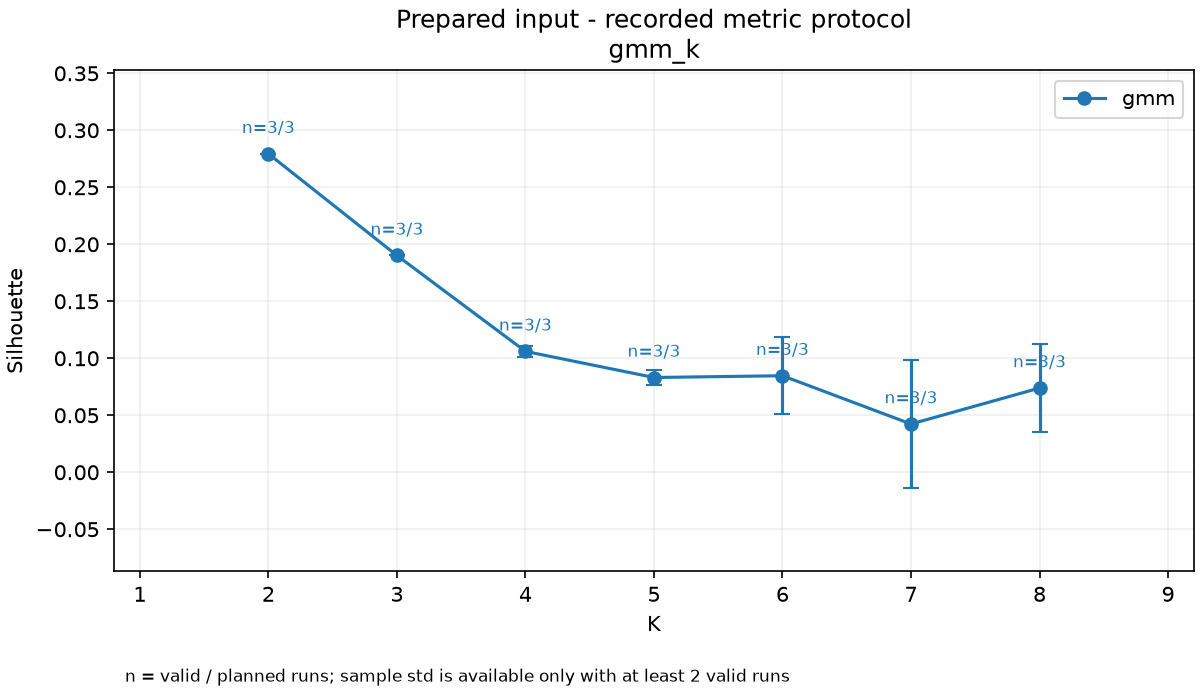 Prepared input - recorded metric protocol
gmm_k
0.35
0.30
0.25
0.20
0.15
0.10
0.05
0.00
−0.05
Silhouette
gmm
n=3/3
n=3/3
n=3/3
n=3/3
n=3/3
n=3/3
n=3/3
1 2 3 4 5 6 7 8 9
K
n = valid / planned runs; sample std is available only with at least 2 valid runs